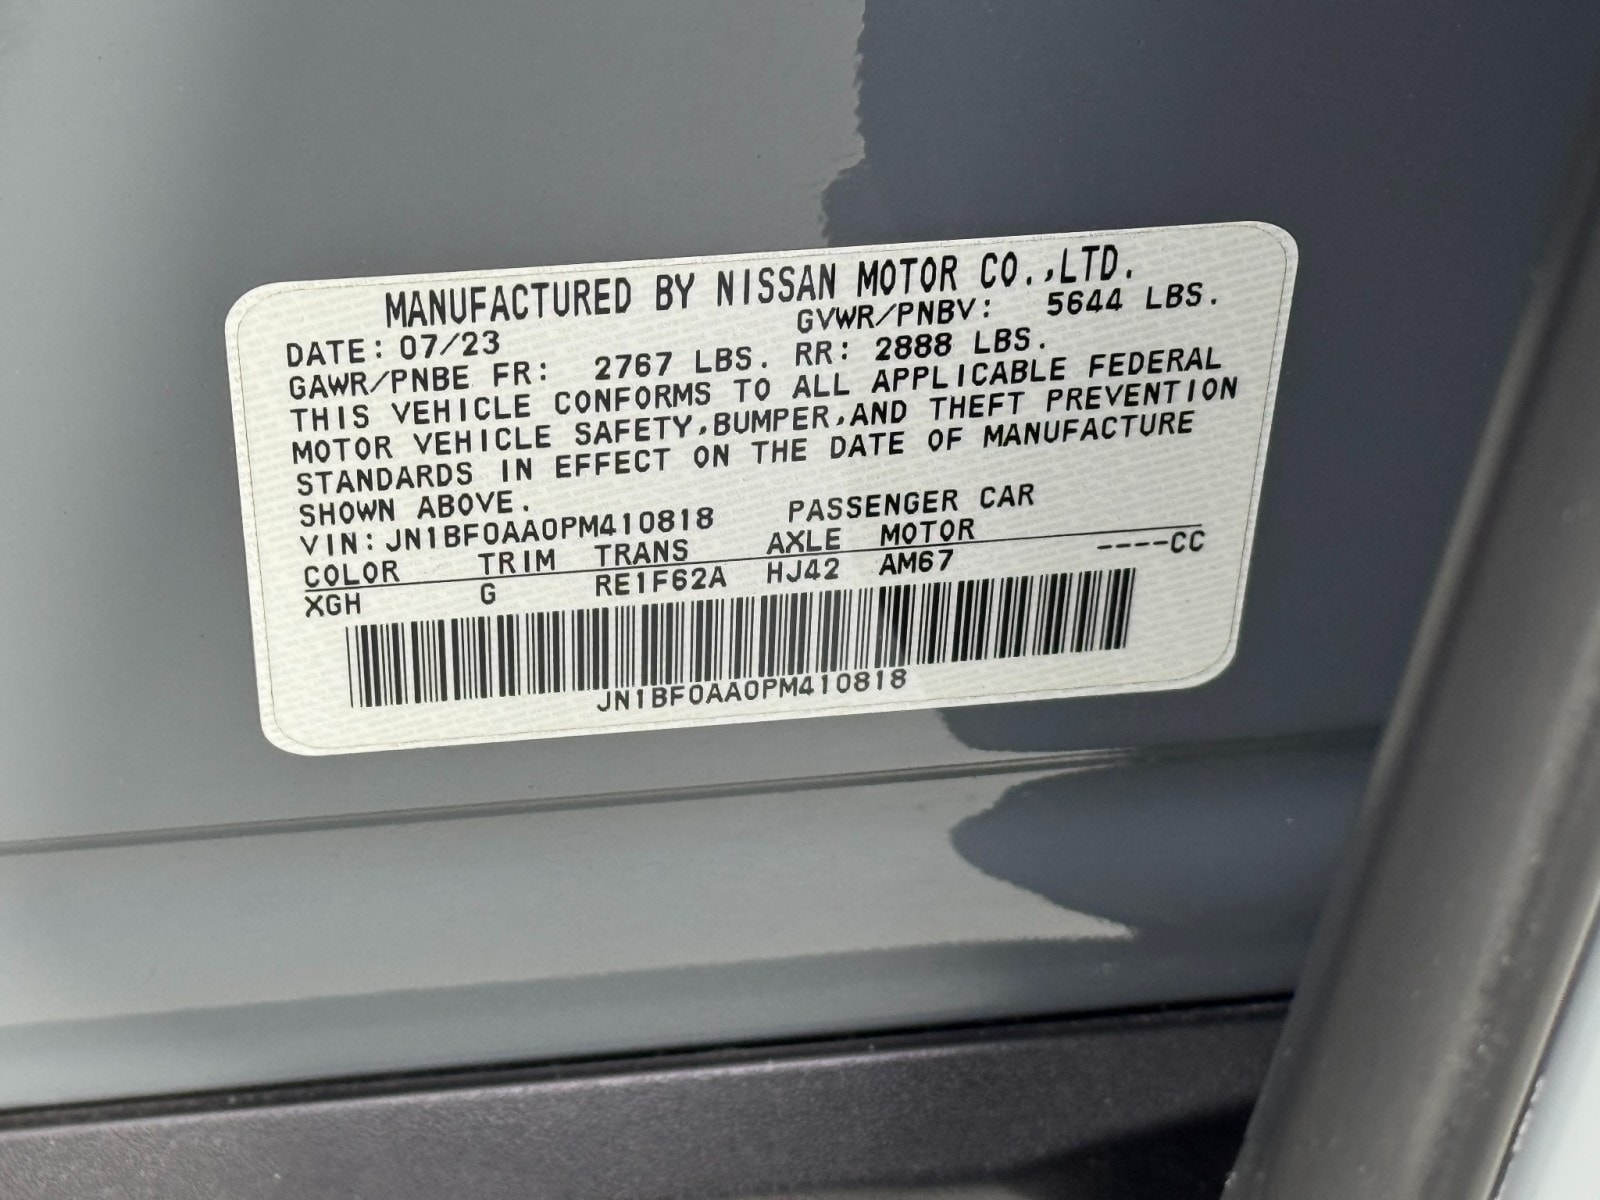 MANUFACTURED BY NISSAN MOTOR CO.,LTD.
DATE: 07/23 GVWR/PNBV: 5644 LBS.
GAWR/PNBE FR: 2767 LBS. RR: 2888 LBS.
THIS VEHICLE CONFORMS TO ALL APPLICABLE FEDERAL
MOTOR VEHICLE SAFETY,BUMPER,AND THEFT PREVENTION
STANDARDS IN EFFECT ON THE DATE OF MANUFACTURE
SHOWN ABOVE.
VIN: JN1BF0AA0PM410818 PASSENGER CAR
COLOR TRIM TRANS AXLE MOTOR
XGH G RE1F62A HJ42 AM67 ----CC
JN1BF0AA0PM410818